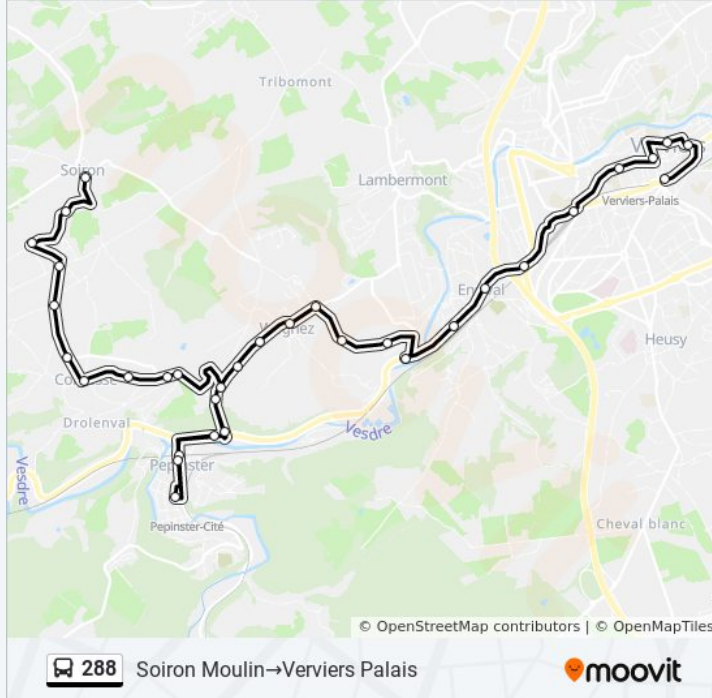 Tribomont
Soiron
Lambermont
Verviers-Palais
Heusy
Drolenval
Vesdre
Vesdre
Pepinster
Pepinster-Cité
Cheval blanc
© OpenStreetMap contributors | © OpenMapTiles
288 Soiron Moulin→Verviers Palais
moovit